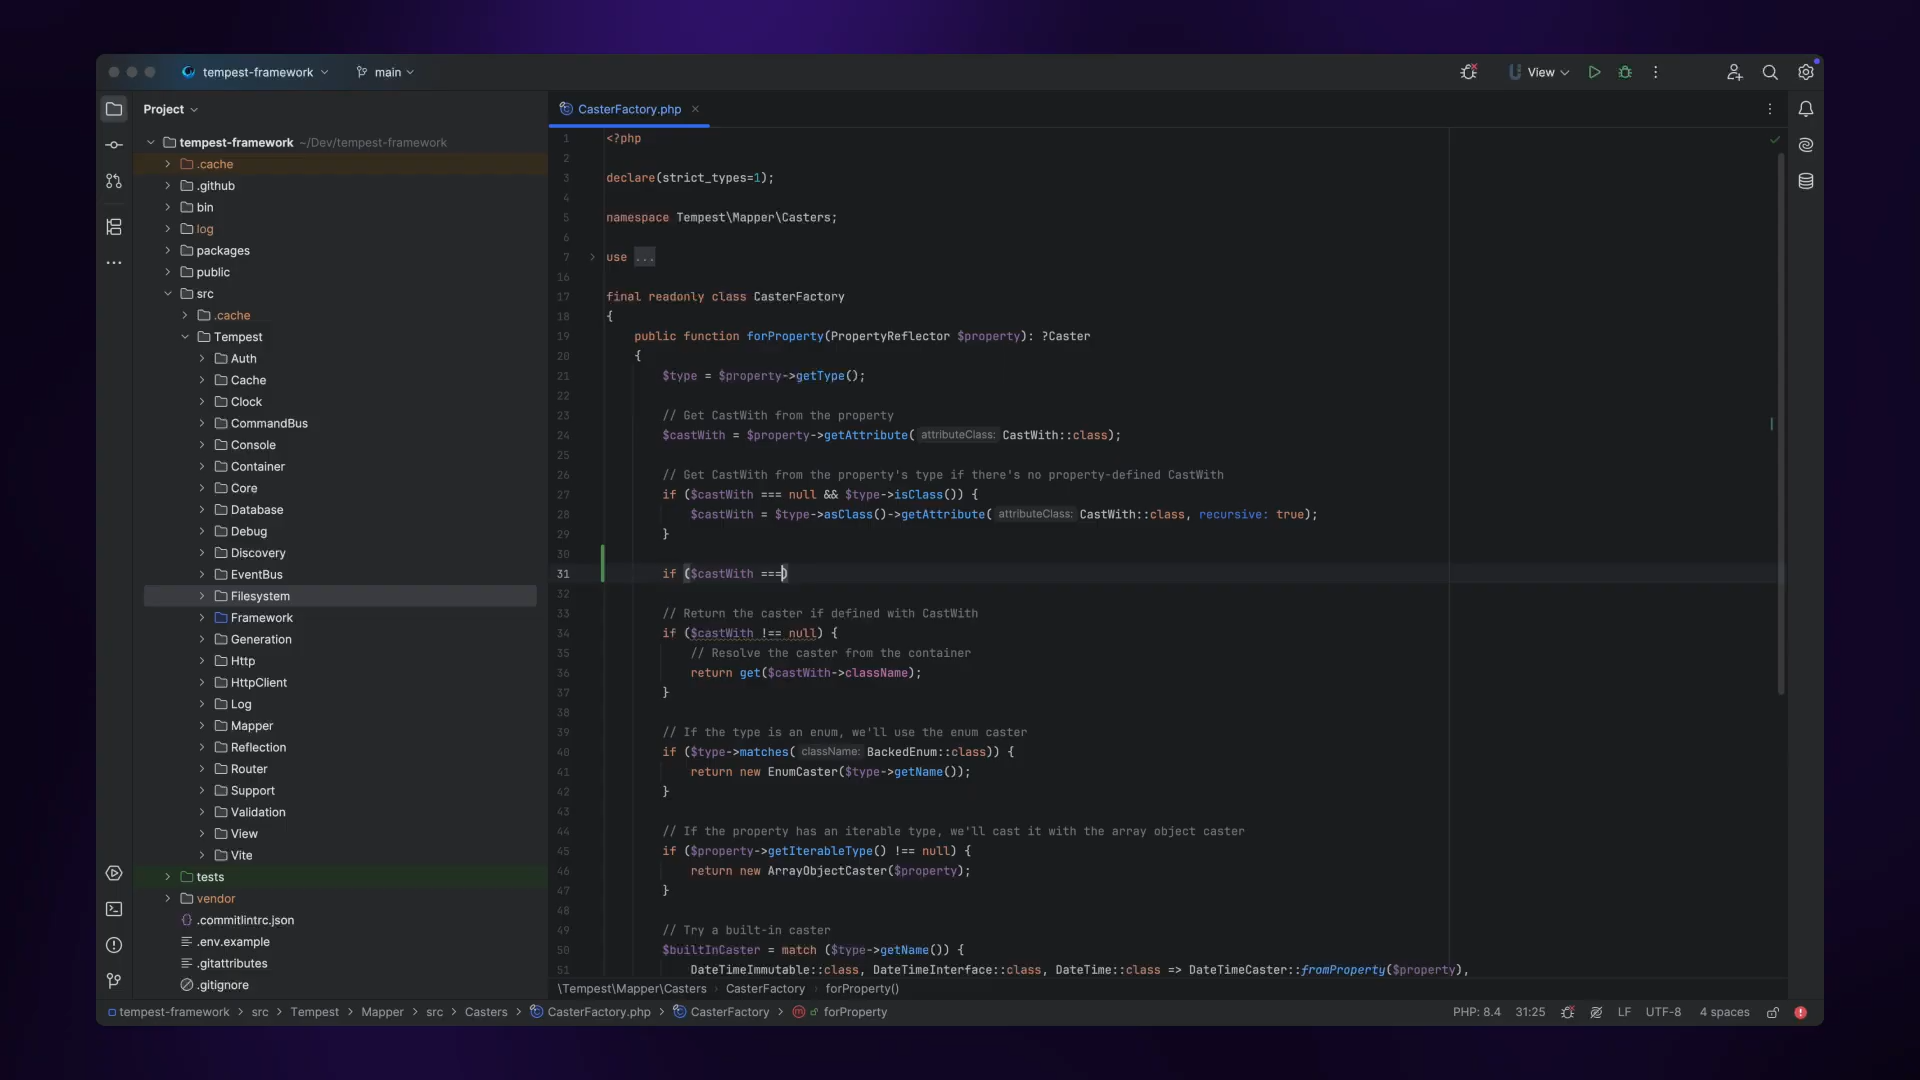 tempest-framework
main
View
Project
tempest-framework ~/Dev/tempest-framework
.cache
.github
bin
log
packages
public
src
.cache
Tempest
Auth
Cache
Clock
CommandBus
Console
Container
Core
Database
Debug
Discovery
EventBus
Filesystem
Framework
Generation
Http
HttpClient
Log
Mapper
Reflection
Router
Support
Validation
View
Vite
tests
vendor
.commitlintrc.json
.env.example
.gitattributes
.gitignore
CasterFactory.php
1 <?php
2
3 declare(strict_types=1);
4
5 namespace Tempest\Mapper\Casters;
6
7 use ...
16
17 final readonly class CasterFactory
18 {
19 public function forProperty(PropertyReflector $property): ?Caster
20 {
21 $type = $property->getType();
22
23 // Get CastWith from the property
24 $castWith = $property->getAttribute( attributeClass: CastWith::class);
25
26 // Get CastWith from the property's type if there's no property-defined CastWith
27 if ($castWith === null && $type->isClass()) {
28 $castWith = $type->asClass()->getAttribute( attributeClass: CastWith::class, recursive: true);
29 }
30
31 if ($castWith ===)
32
33 // Return the caster if defined with CastWith
34 if ($castWith !== null) {
35 // Resolve the caster from the container
36 return get($castWith->className);
37 }
38
39 // If the type is an enum, we'll use the enum caster
40 if ($type->matches( className: BackedEnum::class)) {
41 return new EnumCaster($type->getName());
42 }
43
44 // If the property has an iterable type, we'll cast it with the array object caster
45 if ($property->getIterableType() !== null) {
46 return new ArrayObjectCaster($property);
47 }
48
49 // Try a built-in caster
50 $builtInCaster = match ($type->getName()) {
51 DateTimeImmutable::class, DateTimeInterface::class, DateTime::class => DateTimeCaster::fromProperty($property),
\Tempest\Mapper\Casters › CasterFactory › forProperty()
tempest-framework › src › Tempest › Mapper › src › Casters › CasterFactory.php › CasterFactory › forProperty
PHP: 8.4 31:25 LF UTF-8 4 spaces